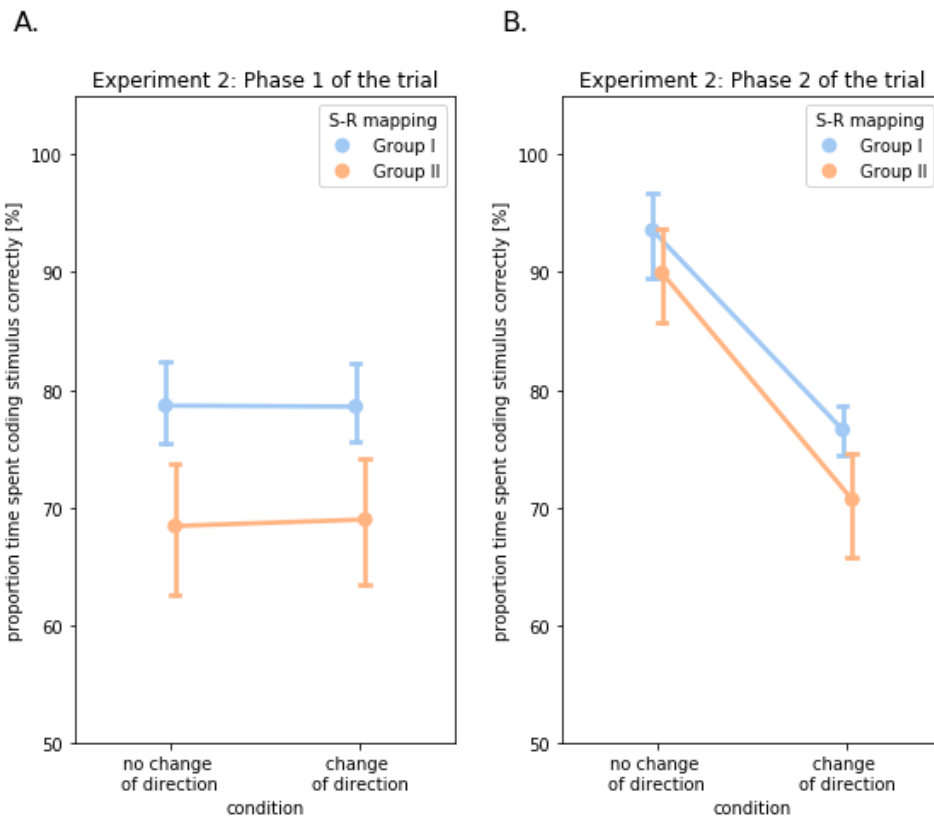 A.
Experiment 2: Phase 1 of the trial
S-R mapping
Group I
Group II
proportion time spent coding stimulus correctly [%]
100
90
80
70
60
50
no change
of direction
change
of direction
condition
B.
Experiment 2: Phase 2 of the trial
S-R mapping
Group I
Group II
proportion time spent coding stimulus correctly [%]
100
90
80
70
60
50
no change
of direction
change
of direction
condition